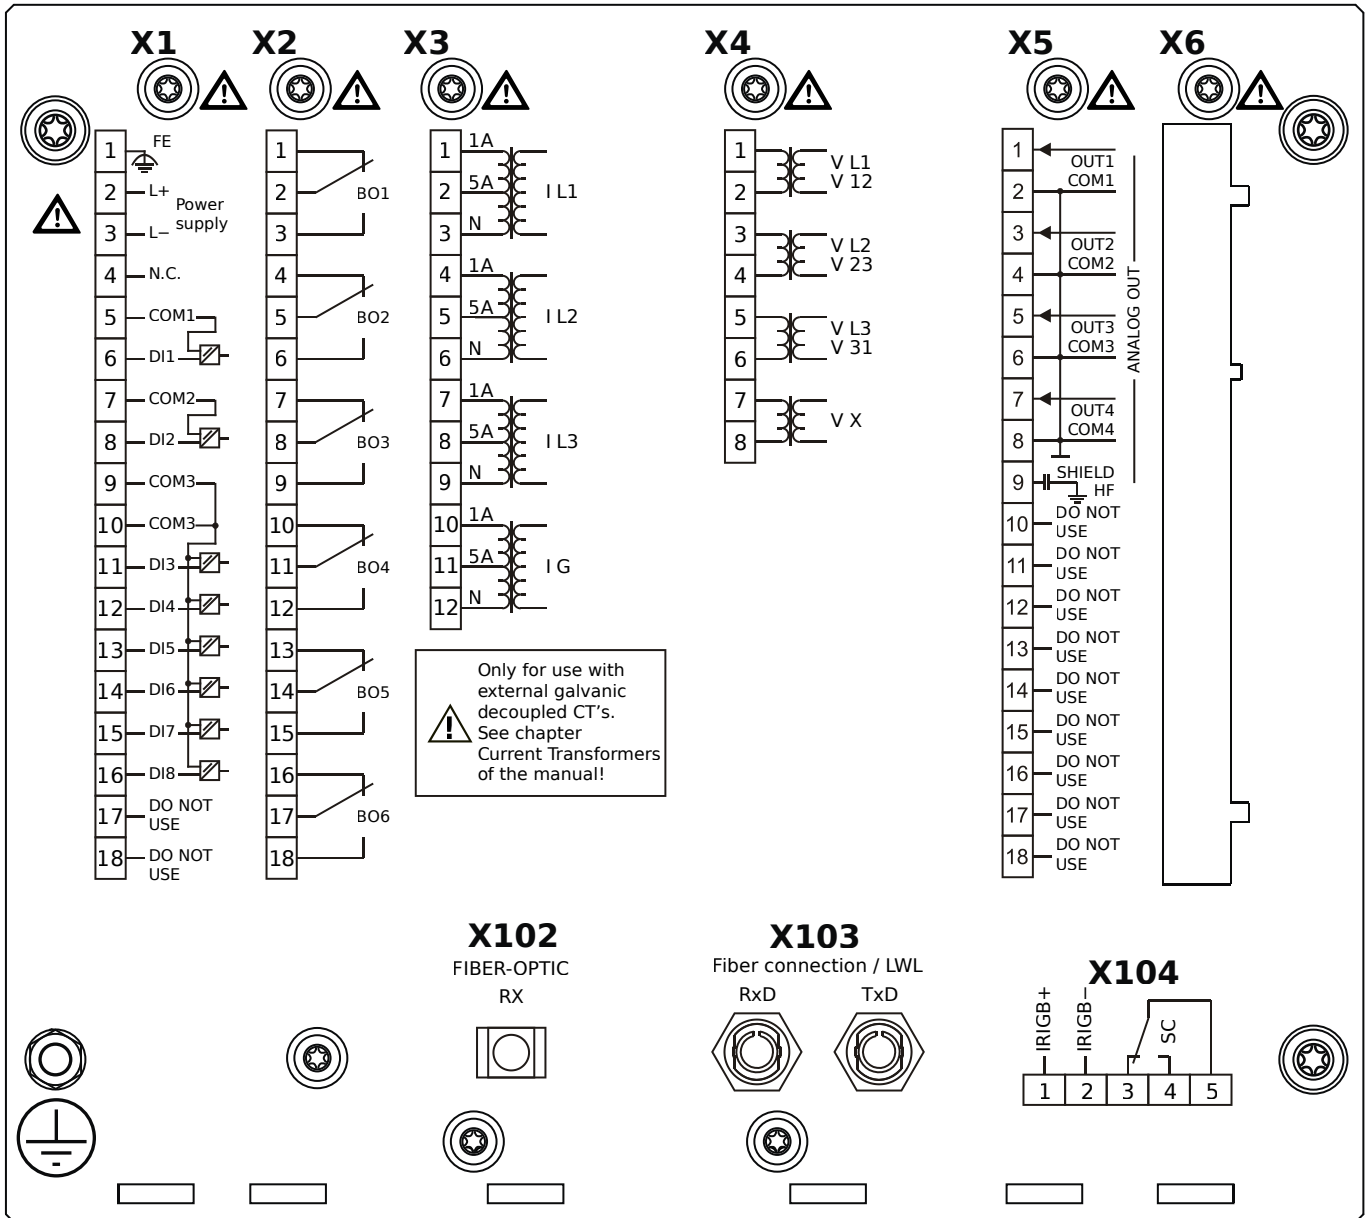 X1
X2
X3
X4
X5
X6
1 FE
2 L+
Power
supply
3 L−
4 N.C.
5 COM1
6 DI1
7 COM2
8 DI2
9 COM3
10 COM3
11 DI3
12 DI4
13 DI5
14 DI6
15 DI7
16 DI8
17 DO NOT
USE
18 DO NOT
USE
1
2 BO1
3
4
5 BO2
6
7
8 BO3
9
10
11 BO4
12
13
14 BO5
15
16
17 BO6
18
1 1A
2 5A I L1
3 N
4 1A
5 5A I L2
6 N
7 1A
8 5A I L3
9 N
10 1A
11 5A I G
12 N
Only for use with
external galvanic
decoupled CT's.
See chapter
Current Transformers
of the manual!
1 V L1
2 V 12
3 V L2
4 V 23
5 V L3
6 V 31
7 V X
8
1 OUT1
2 COM1
3 OUT2
4 COM2
5 OUT3
6 COM3
7 OUT4
8 COM4
ANALOG OUT
9 SHIELD
HF
10 DO NOT
USE
11 DO NOT
USE
12 DO NOT
USE
13 DO NOT
USE
14 DO NOT
USE
15 DO NOT
USE
16 DO NOT
USE
17 DO NOT
USE
18 DO NOT
USE
X102
FIBER-OPTIC
RX
X103
Fiber connection / LWL
RxD TxD
X104
IRIGB+
IRIGB−
SC
1 2 3 4 5